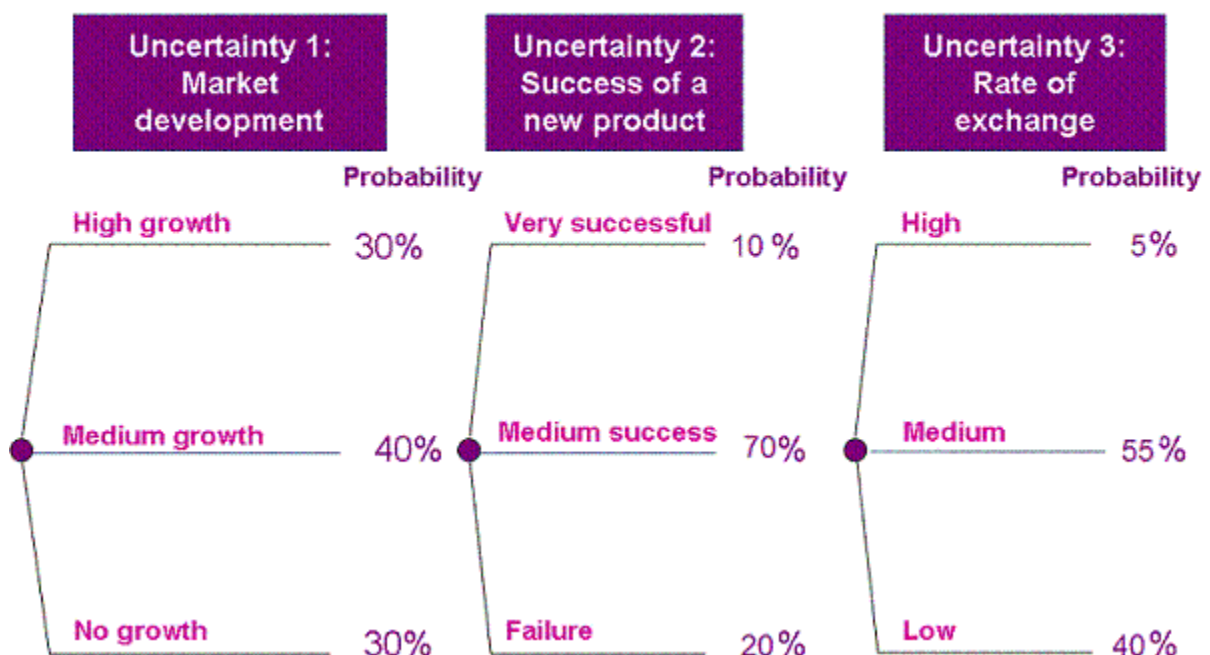 Uncertainty 1:
Market
development
Uncertainty 2:
Success of a
new product
Uncertainty 3:
Rate of
exchange
Probability
Probability
Probability
High growth
30%
Very successful
10 %
High
5%
Medium growth
40%
Medium success
70%
Medium
55%
No growth
30%
Failure
20%
Low
40%